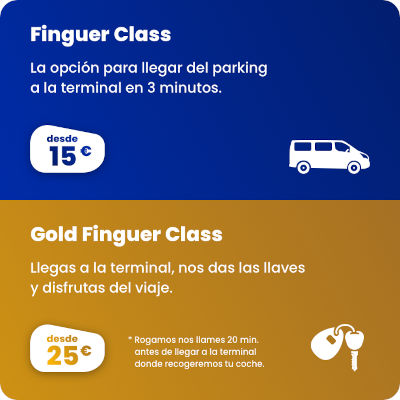 Finguer Class
La opción para llegar del parking
a la terminal en 3 minutos.
desde
15€
Gold Finguer Class
Llegas a la terminal, nos das las llaves
y disfrutas del viaje.
desde
25€
* Rogamos nos llames 20 min.
antes de llegar a la terminal
donde recogeremos tu coche.